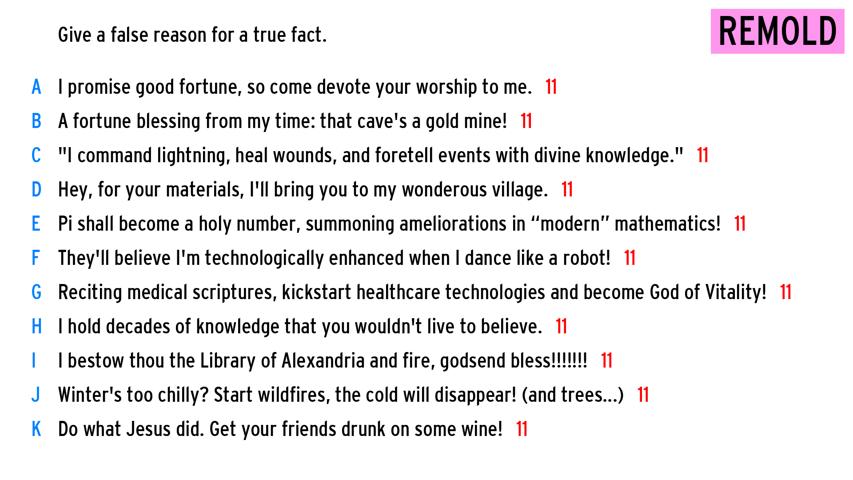 Give a false reason for a true fact.
REMOLD
A I promise good fortune, so come devote your worship to me. 11
B A fortune blessing from my time: that cave's a gold mine! 11
C "I command lightning, heal wounds, and foretell events with divine knowledge." 11
D Hey, for your materials, I'll bring you to my wonderous village. 11
E Pi shall become a holy number, summoning ameliorations in “modern” mathematics! 11
F They'll believe I'm technologically enhanced when I dance like a robot! 11
G Reciting medical scriptures, kickstart healthcare technologies and become God of Vitality! 11
H I hold decades of knowledge that you wouldn't live to believe. 11
I I bestow thou the Library of Alexandria and fire, godsend bless!!!!!!! 11
J Winter's too chilly? Start wildfires, the cold will disappear! (and trees...) 11
K Do what Jesus did. Get your friends drunk on some wine! 11